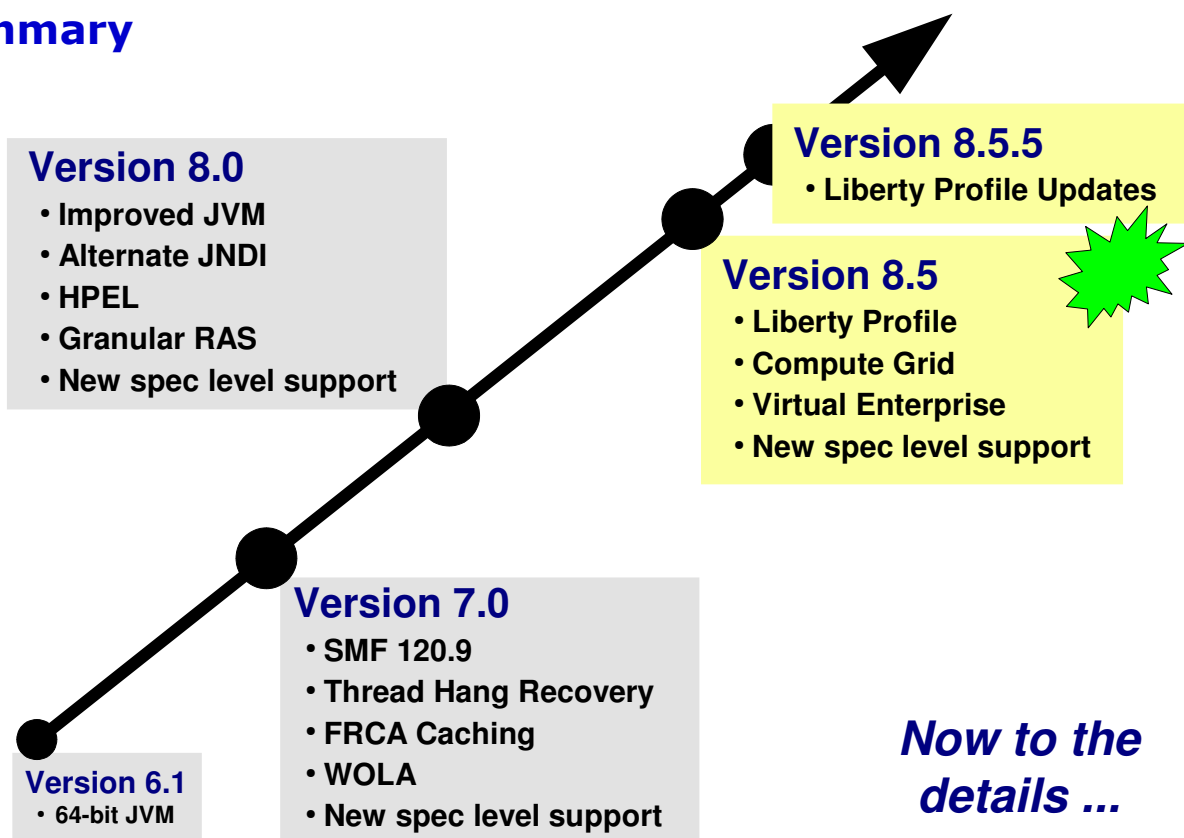 Version 8.5.5
• Liberty Profile Updates
Version 8.0
• Improved JVM
• Alternate JNDI
• HPEL
• Granular RAS
• New spec level support
Version 8.5
• Liberty Profile
• Compute Grid
• Virtual Enterprise
• New spec level support
Version 7.0
• SMF 120.9
• Thread Hang Recovery
• FRCA Caching
• WOLA
• New spec level support
Version 6.1
• 64-bit JVM
Now to the
details ...